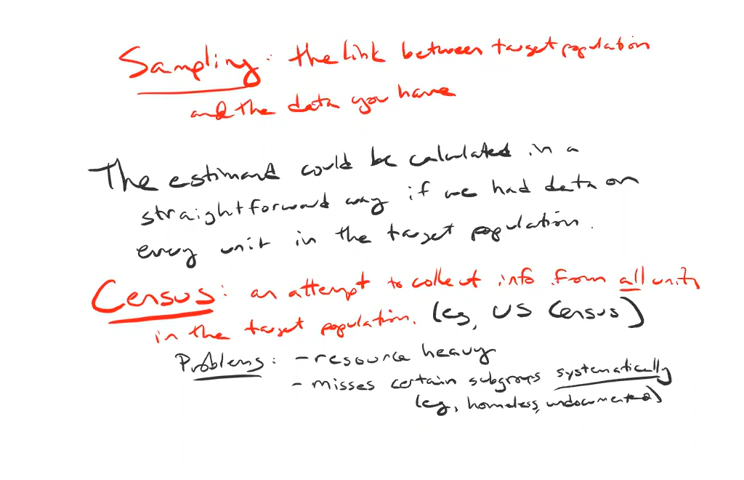 Sampling: the link between target population
and the data you have
The estimand could be calculated in a
straightforward way if we had data on
every unit in the target population.
Census: an attempt to collect info from all units
in the target population. (eg, US Census)
Problems: - resource heavy
- misses certain subgroups systematically
(eg, homeless, undocumented)